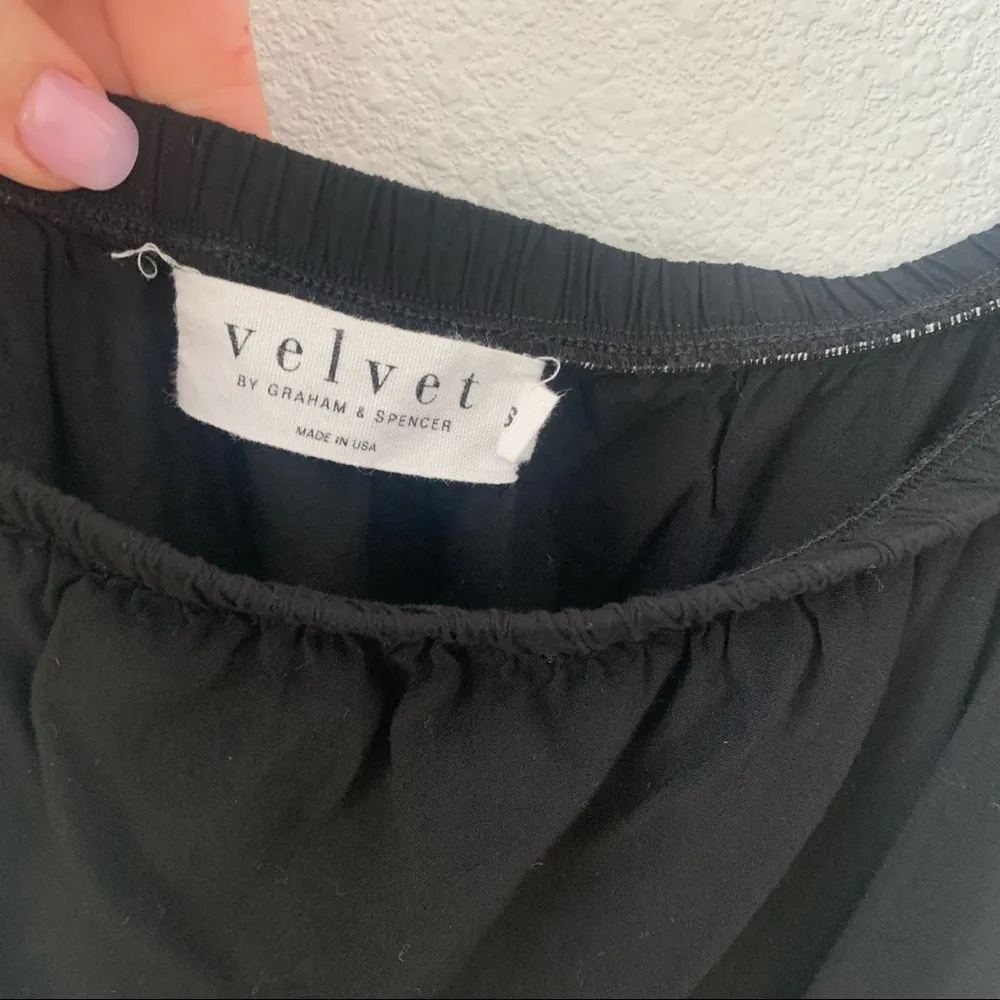 velvet
BY GRAHAM & SPENCER
MADE IN USA
S